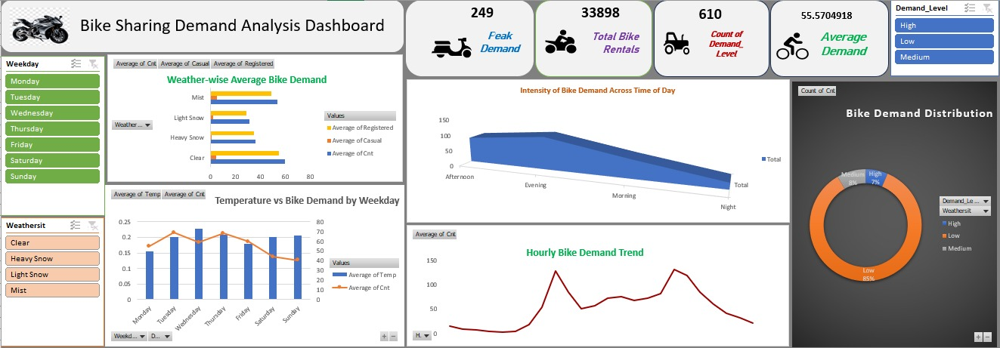 Bike Sharing Demand Analysis Dashboard
249
Feak
Demand
33898
Total Bike
Rentals
610
Count of
Demand_
Level
55.5704918
Average
Demand
Demand_Level
High
Low
Medium
Weekday
Monday
Tuesday
Wednesday
Thursday
Friday
Saturday
Sunday
Weathersit
Clear
Heavy Snow
Light Snow
Mist
Average of Cnt Average of Casual Average of Registered
Weather-wise Average Bike Demand
Mist
Light Snow
Heavy Snow
Clear
0 20 40 60 80
Weather...
Values
Average of Registered
Average of Casual
Average of Cnt
Average of Temp Average of Cnt
Temperature vs Bike Demand by Weekday
0.25
0.2
0.15
0.1
0.05
0
80
70
60
50
40
30
20
10
0
Monday
Tuesday
Wednesday
Thursday
Friday
Saturday
Sunday
Values
Average of Temp
Average of Cnt
Weekd... D...
Intensity of Bike Demand Across Time of Day
150
100
50
0
Afternoon
Evening
Morning
Night
Total
Total
Average of Cnt
Hourly Bike Demand Trend
150
100
50
0
H.
Count of Cnt
Bike Demand Distribution
Medium
8%
High
7%
Low
85%
Demand_Le ...
Weathersit
High
Low
Medium